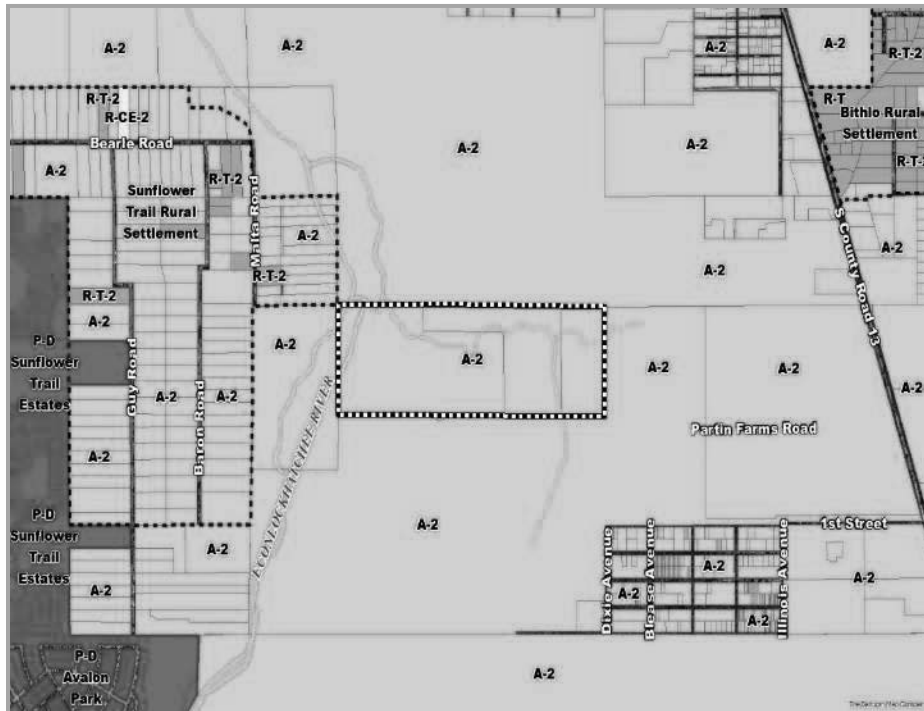 A-2
A-2
A-2
A-2
R-T-2
R-T-2
R-CE-2
R-T
Bithlo Rural
Settlement
Bearle Road
A-2
A-2
A-2
R-T-2
R-T-2
Sunflower
Trail Rural
Settlement
Malta Road
A-2
S County Road 13
A-2
A-2
R-T-2
R-T-2
A-2
P-D
Sunflower
Trail
Estates
A-2
A-2
A-2
A-2
A-2
A-2
A-2
Guy Road
Baron Road
ECONLOCKHATCHEE RIVER
Partin Farms Road
A-2
P-D
Sunflower
Trail
Estates
A-2
A-2
1st Street
Dixie Avenue
Blease Avenue
Illinois Avenue
A-2
A-2
A-2
A-2
A-2
P-D
Avalon
Park
A-2